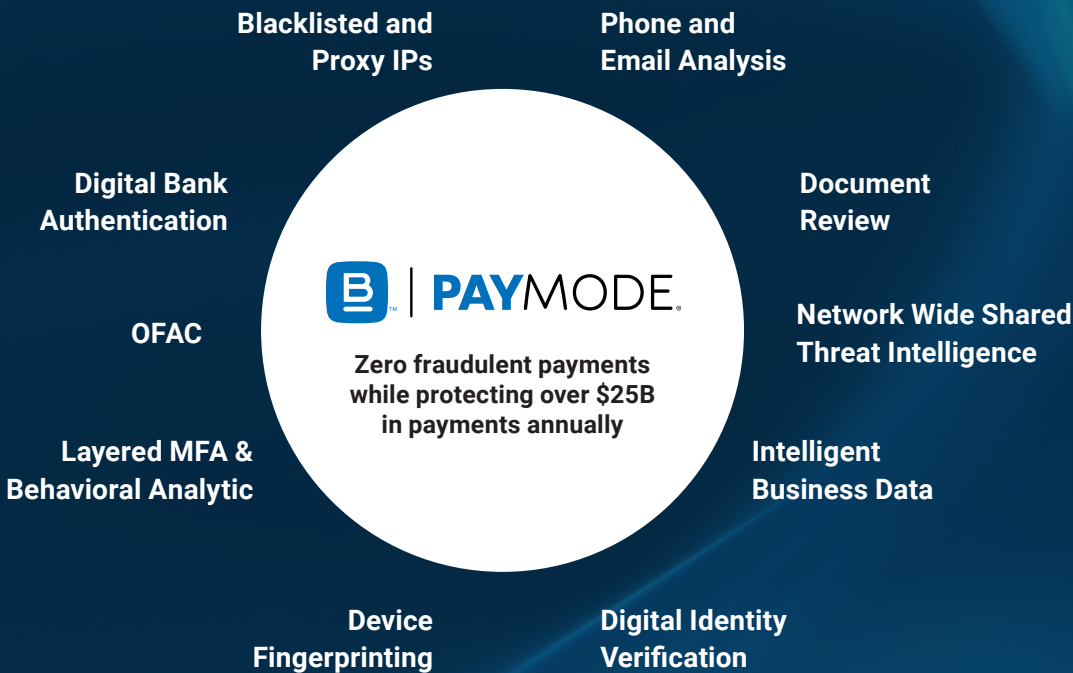 Blacklisted and
Proxy IPs
Phone and
Email Analysis
Digital Bank
Authentication
Document
Review
B™ | PAYMODE®
Zero fraudulent payments
while protecting over $25B
in payments annually
OFAC
Network Wide Shared
Threat Intelligence
Layered MFA &
Behavioral Analytic
Intelligent
Business Data
Device
Fingerprinting
Digital Identity
Verification